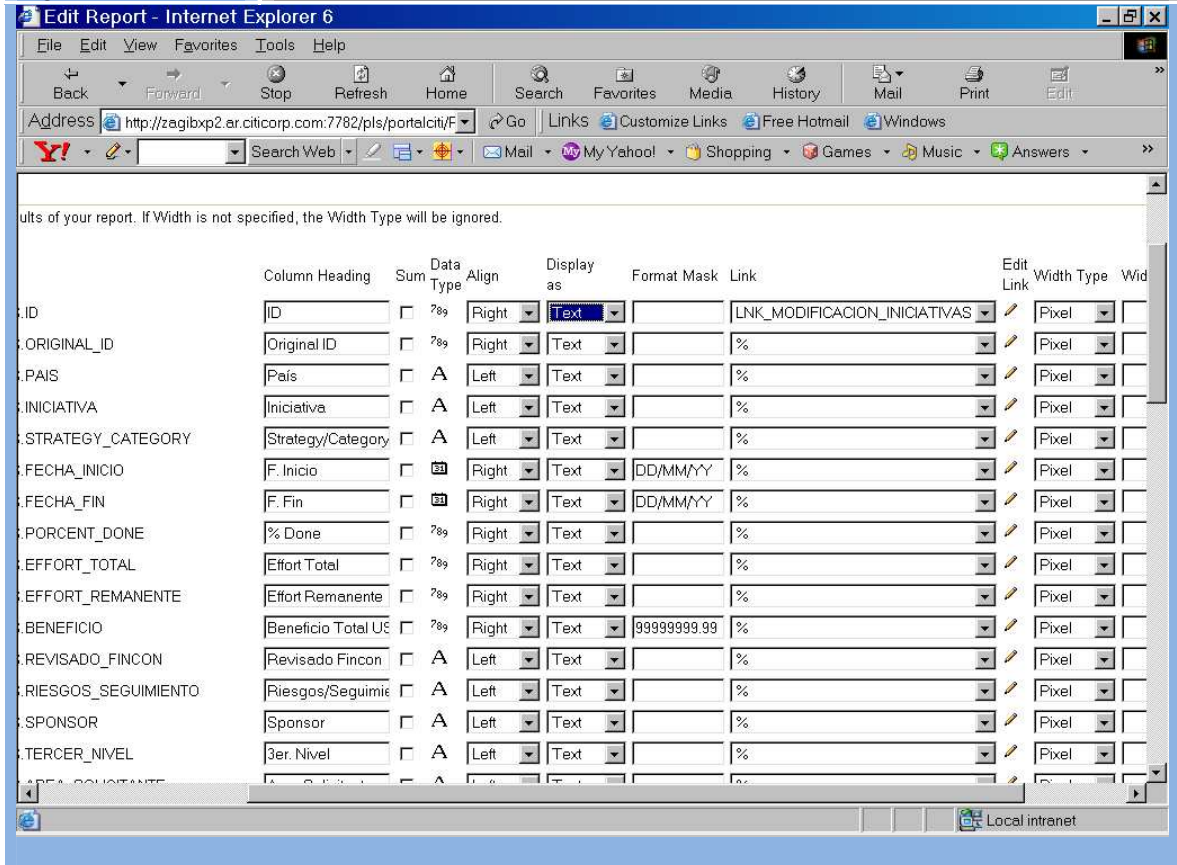 Edit Report - Internet Explorer 6
File Edit View Favorites Tools Help
Back Forward Stop Refresh Home Search Favorites Media History Mail Print Edit »
Address http://zagibxp2.ar.citicorp.com:7782/pls/portalciti/F Go Links Customize Links Free Hotmail Windows
Y! Search Web Mail My Yahoo! Shopping Games Music Answers »
ults of your report. If Width is not specified, the Width Type will be ignored.
Column Heading Sum Data Type Align Display as Format Mask Link Edit Link Width Type Wid
.ID ID 789 Right Text LNK_MODIFICACION_INICIATIVAS Pixel
.ORIGINAL_ID Original ID 789 Right Text % Pixel
.PAIS País A Left Text % Pixel
.INICIATIVA Iniciativa A Left Text % Pixel
.STRATEGY_CATEGORY Strategy/Category A Left Text % Pixel
.FECHA_INICIO F. Inicio 31 Right Text DD/MM/YY % Pixel
.FECHA_FIN F. Fin 31 Right Text DD/MM/YY % Pixel
.PORCENT_DONE % Done 789 Right Text % Pixel
.EFFORT_TOTAL Effort Total 789 Right Text % Pixel
.EFFORT_REMANENTE Effort Remanente 789 Right Text % Pixel
.BENEFICIO Beneficio Total US 789 Right Text 99999999.99 % Pixel
.REVISADO_FINCON Revisado Fincon A Left Text % Pixel
.RIESGOS_SEGUIMIENTO Riesgos/Seguimie A Left Text % Pixel
.SPONSOR Sponsor A Left Text % Pixel
.TERCER_NIVEL 3er. Nivel A Left Text % Pixel
Local intranet